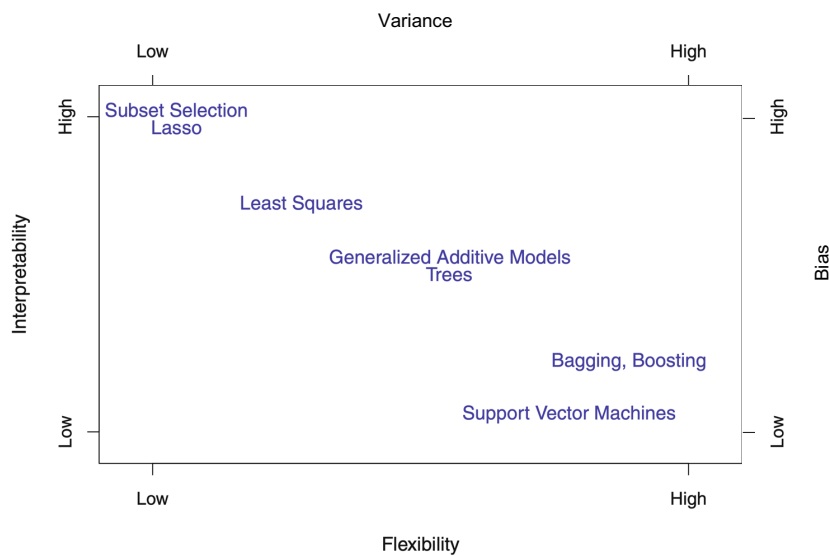 Variance
Low High
High Subset Selection High
Lasso
Least Squares
Interpretability
Generalized Additive Models
Trees
Bias
Bagging, Boosting
Support Vector Machines
Low Low
Low High
Flexibility